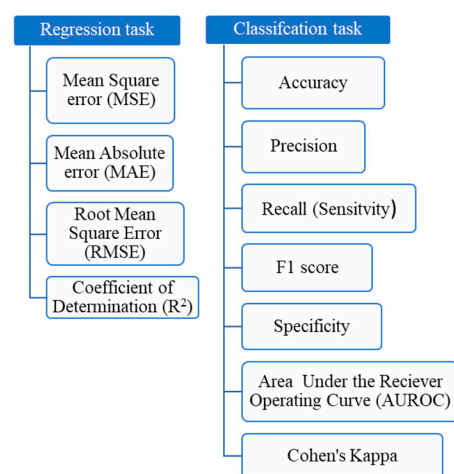 Regression task
Mean Square
error (MSE)
Mean Absolute
error (MAE)
Root Mean
Square Error
(RMSE)
Coefficient of
Determination (R²)
Classifcation task
Accuracy
Precision
Recall (Sensitvity)
F1 score
Specificity
Area Under the Reciever
Operating Curve (AUROC)
Cohen's Kappa